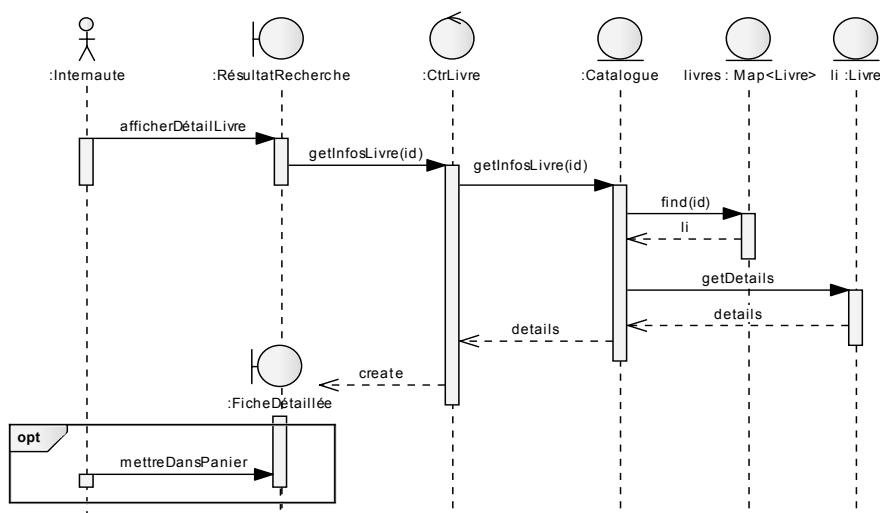 :Internaute
:RésultatRecherche
:CtrLivre
:Catalogue
livres : Map<Livre>
li :Livre
afficherDétailLivre
getInfosLivre(id)
getInfosLivre(id)
find(id)
li
getDetails
details
details
create
:FicheDétaillée
opt
mettreDansPanier